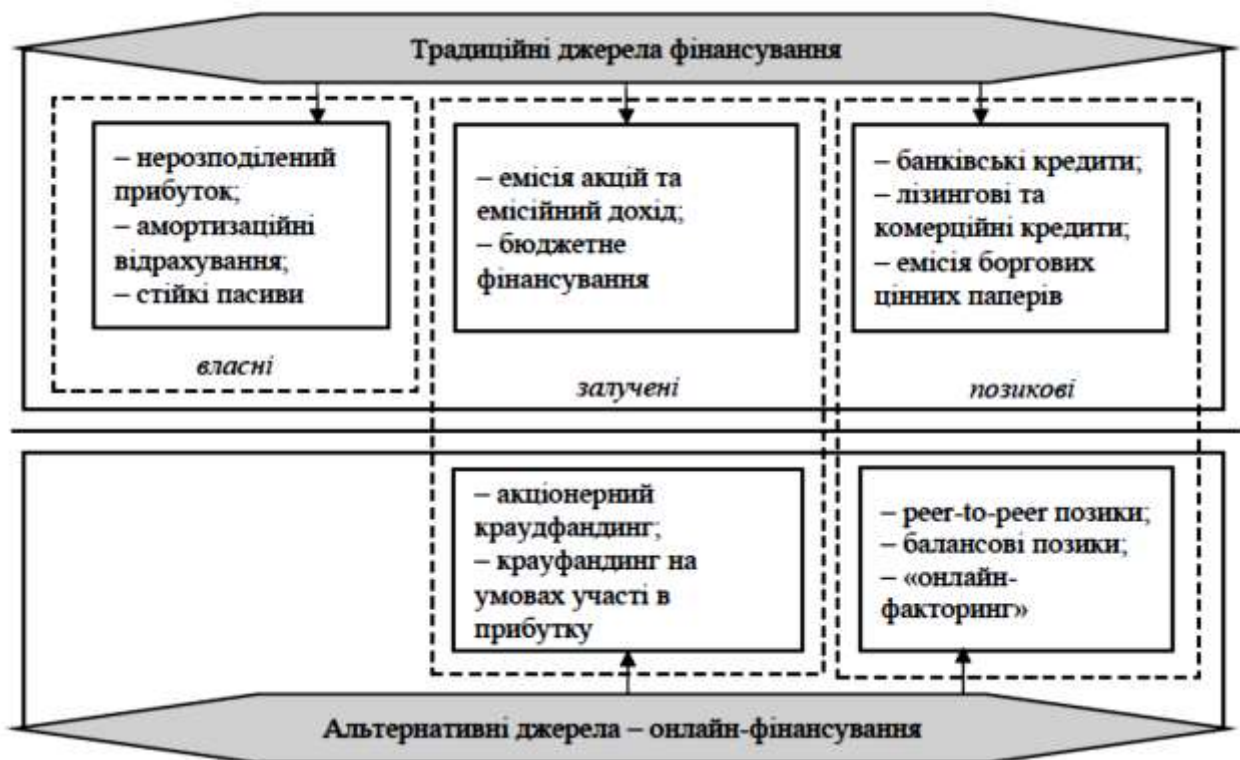 Традиційні джерела фінансування
– нерозподілений
прибуток;
– амортизаційні
відрахування;
– стійкі пасиви
власні
– емісія акцій та
емісійний дохід;
– бюджетне
фінансування
залучені
– банківські кредити;
– лізингові та
комерційні кредити;
– емісія боргових
цінних паперів
позикові
– акціонерний
краудфандинг;
– крауфандинг на
умовах участі в
прибутку
– peer-to-peer позики;
– балансові позики;
– «онлайн-
факторинг»
Альтернативні джерела – онлайн-фінансування